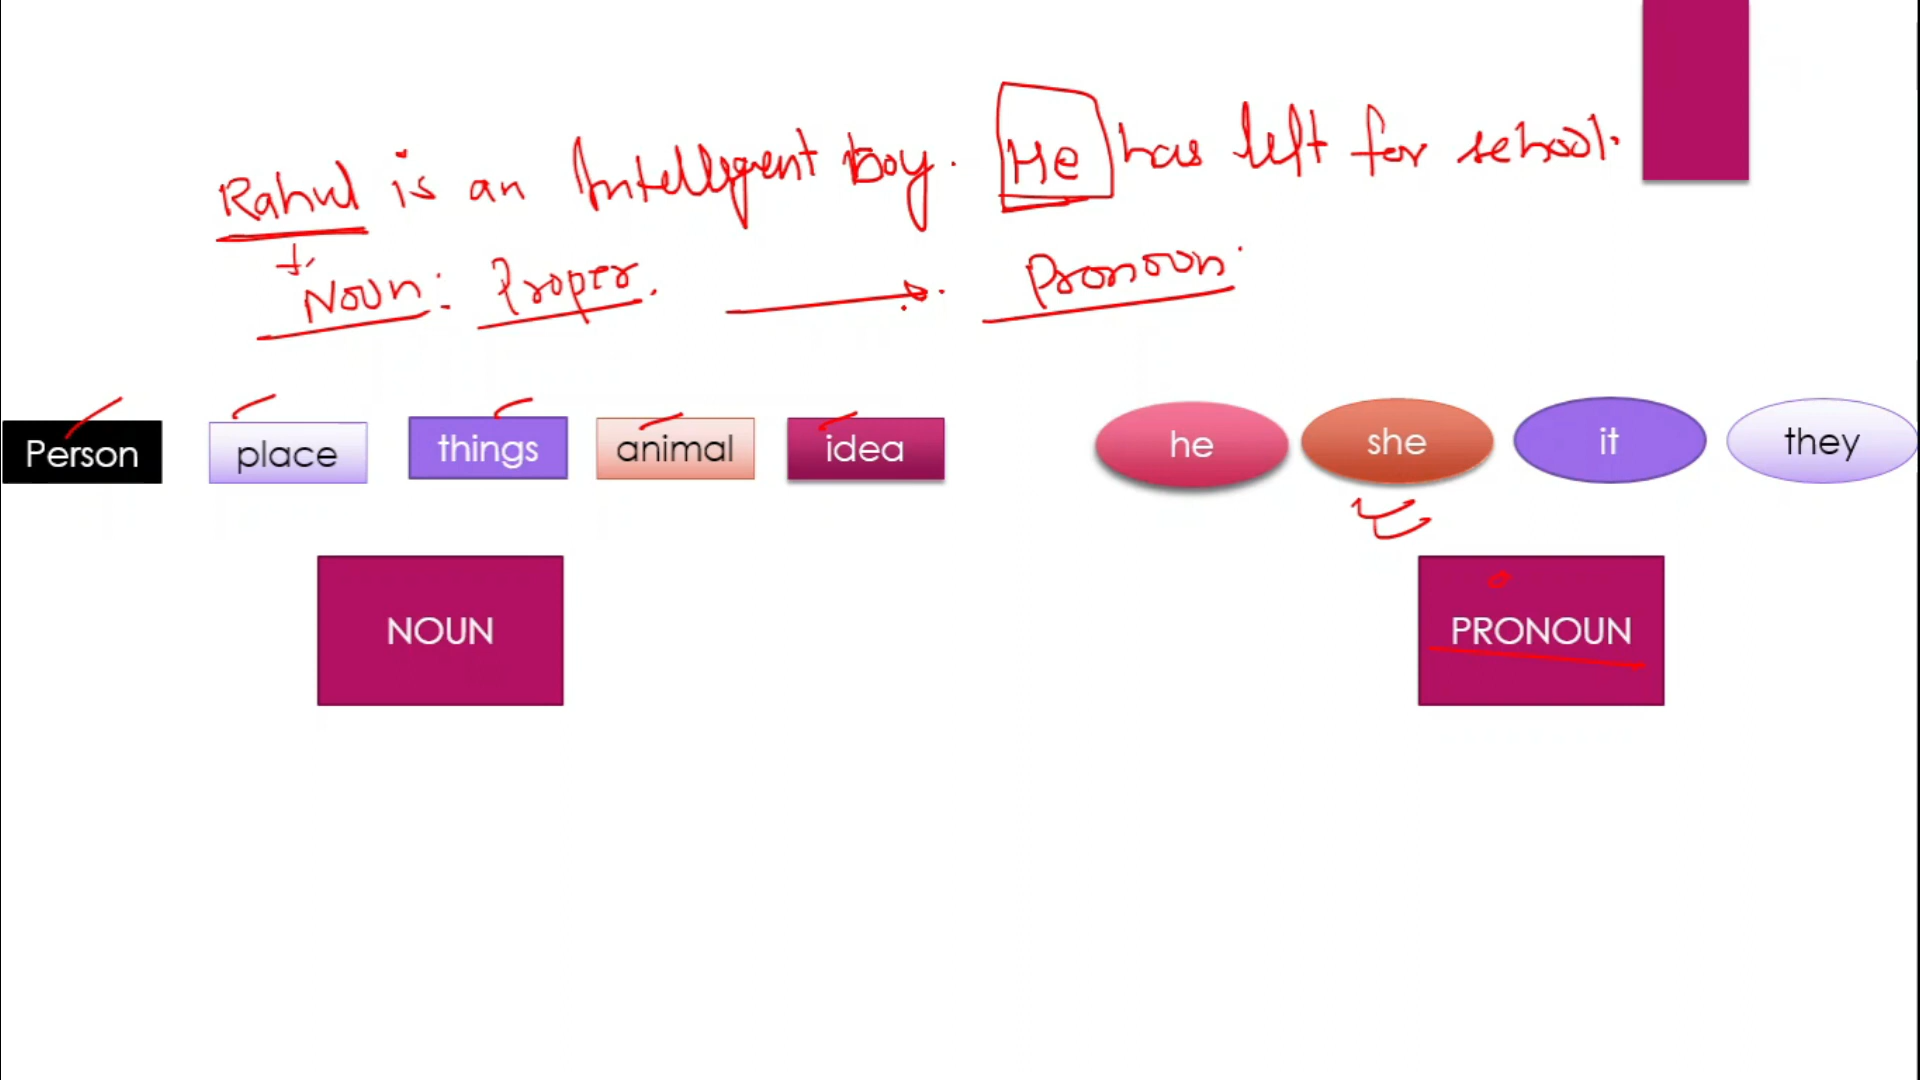 Rahul is an Intelligent boy. He has left for school.
Noun: Proper. Pronoun.
Person place things animal idea he she it they
NOUN PRONOUN